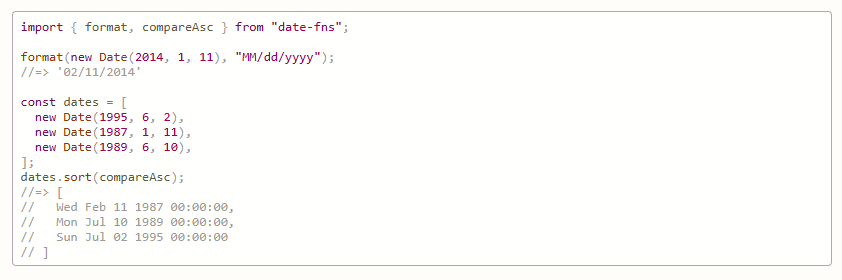 import { format, compareAsc } from "date-fns";

format(new Date(2014, 1, 11), "MM/dd/yyyy");
//=> '02/11/2014'

const dates = [
  new Date(1995, 6, 2),
  new Date(1987, 1, 11),
  new Date(1989, 6, 10),
];
dates.sort(compareAsc);
//=> [
//   Wed Feb 11 1987 00:00:00,
//   Mon Jul 10 1989 00:00:00,
//   Sun Jul 02 1995 00:00:00
// ]